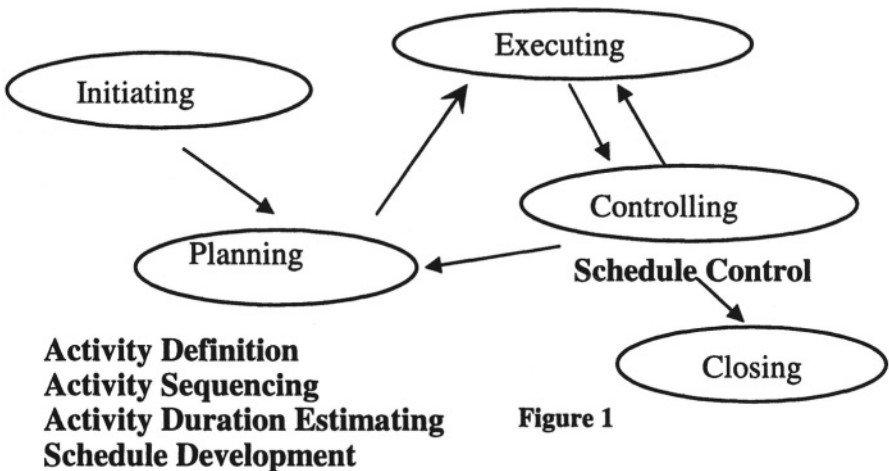 Executing
Initiating
Controlling
Planning
Schedule Control
Activity Definition
Activity Sequencing
Closing
Activity Duration Estimating
Figure 1
Schedule Development